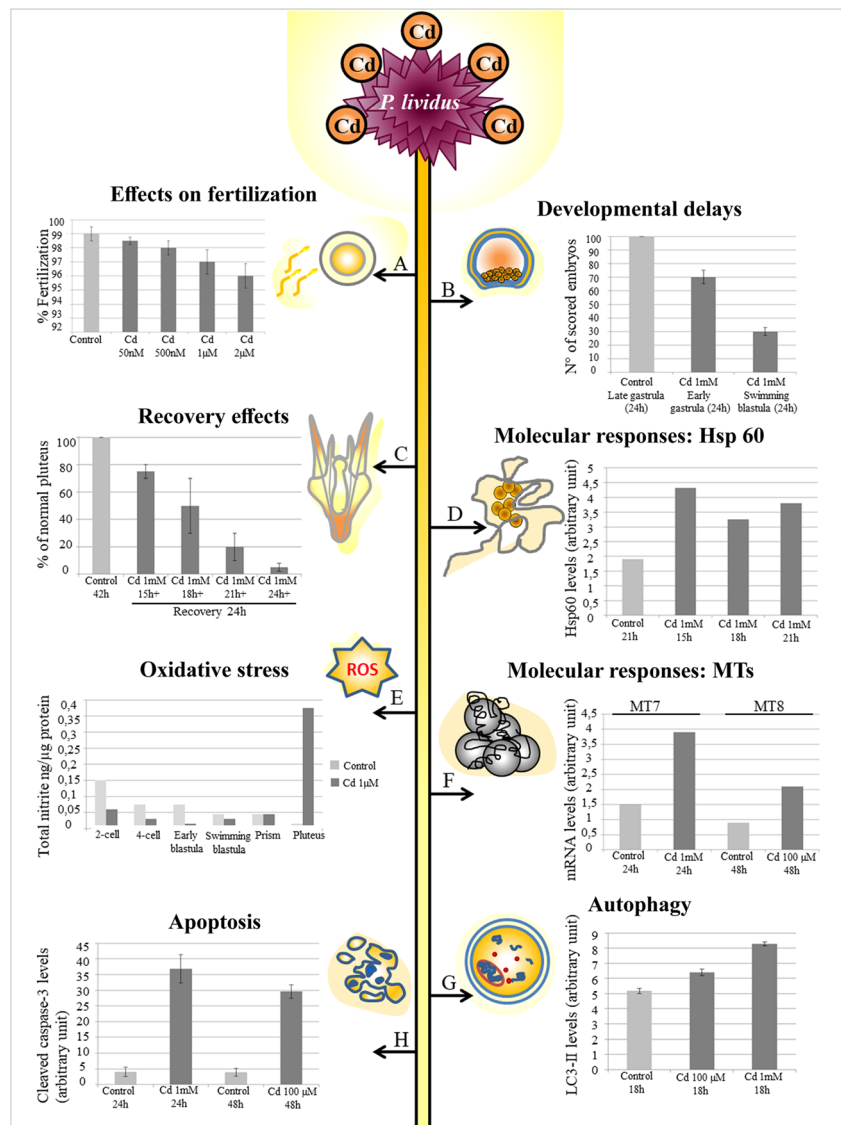 Cd
Cd
Cd
P. lividus
Cd
Cd
Effects on fertilization
% Fertilization
100
99
98
97
96
95
94
93
92
Control
Cd
50nM
Cd
500nM
Cd
1µM
Cd
2µM
A
Developmental delays
N° of scored embryos
100
90
80
70
60
50
40
30
20
10
0
Control
Late gastrula
(24h)
Cd 1mM
Early
gastrula (24h)
Cd 1mM
Swimming
blastula (24h)
B
Recovery effects
% of normal pluteus
100
80
60
40
20
0
Control
42h
Cd 1mM
15h+
Cd 1mM
18h+
Cd 1mM
21h+
Cd 1mM
24h+
Recovery 24h
C
Molecular responses: Hsp 60
Hsp60 levels (arbitrary unit)
5
4,5
4
3,5
3
2,5
2
1,5
1
0,5
0
Control
21h
Cd 1mM
15h
Cd 1mM
18h
Cd 1mM
21h
D
Oxidative stress
ROS
Total nitrite ng/µg protein
0,4
0,35
0,3
0,25
0,2
0,15
0,1
0,05
0
2-cell
4-cell
Early
blastula
Swimming
blastula
Prism
Pluteus
Control
Cd 1µM
E
Molecular responses: MTs
MT7
MT8
mRNA levels (arbitrary unit)
4,5
3,5
2,5
1,5
0,5
Control
24h
Cd 1mM
24h
Control
48h
Cd 100 µM
48h
F
Apoptosis
Cleaved caspase-3 levels
(arbitrary unit)
45
40
35
30
25
20
15
10
5
0
Control
24h
Cd 1mM
24h
Control
48h
Cd 100 µM
48h
H
Autophagy
LC3-II levels (arbitrary unit)
9
8
7
6
5
4
3
2
1
0
Control
18h
Cd 100 µM
18h
Cd 1mM
18h
G